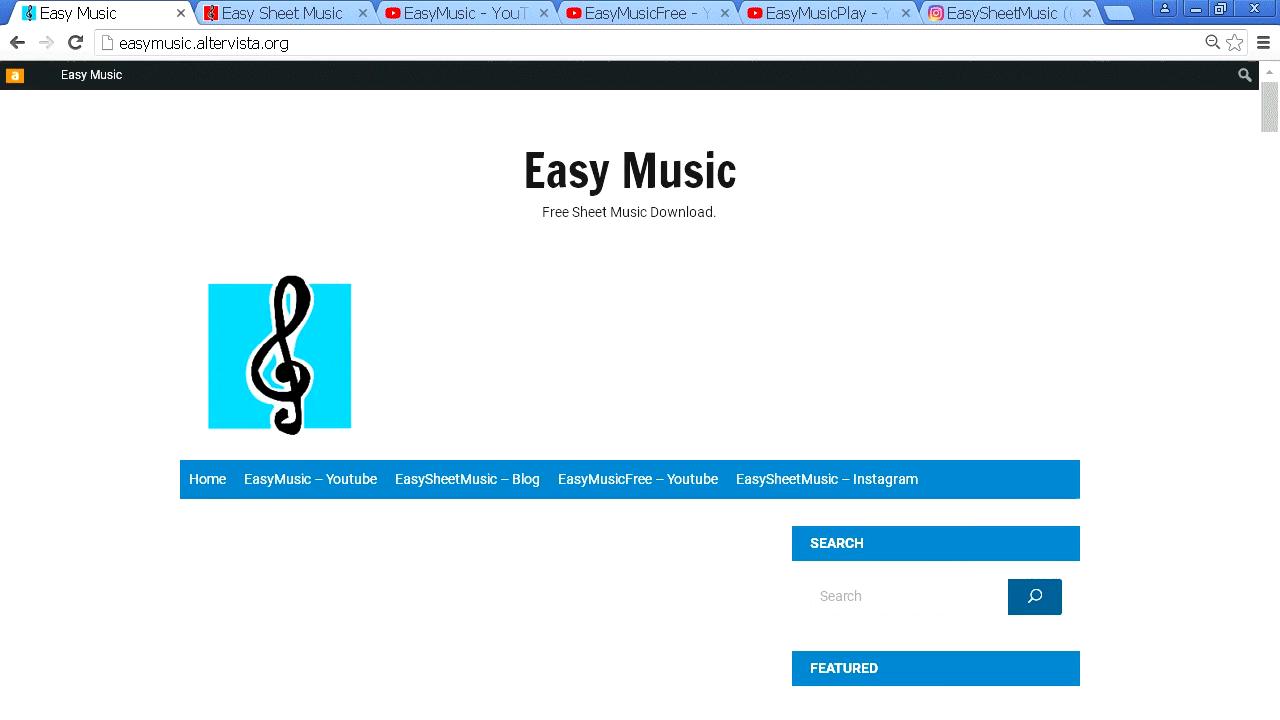 Easy Music
Easy Sheet Music
EasyMusic - YouT
EasyMusicFree - Y
EasyMusicPlay - Y
EasySheetMusic (
easymusic.altervista.org
a
Easy Music
Easy Music
Free Sheet Music Download.
Home EasyMusic – Youtube EasySheetMusic – Blog EasyMusicFree – Youtube EasySheetMusic – Instagram
SEARCH
Search
FEATURED